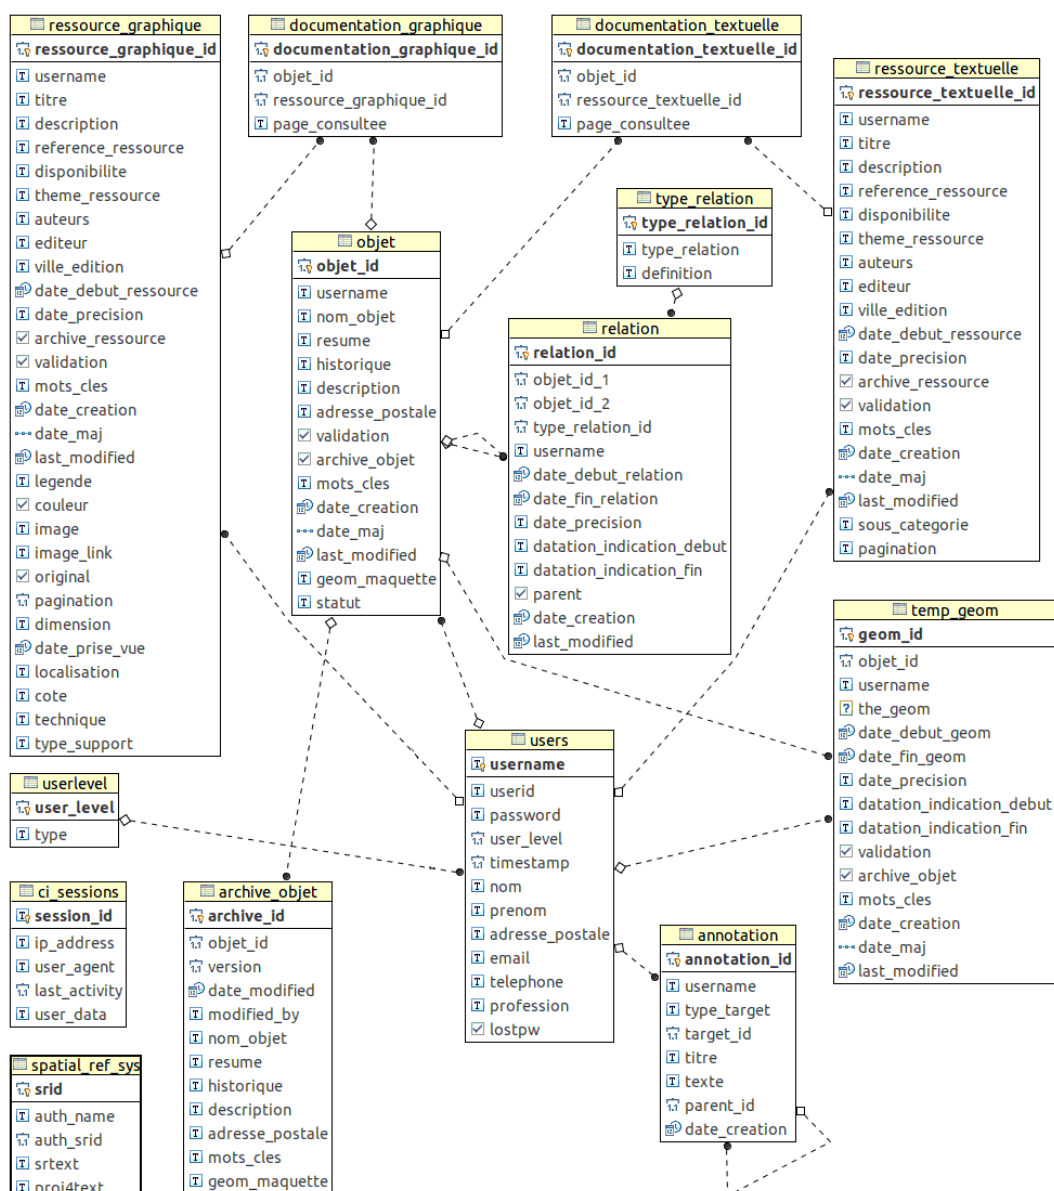 ressource_graphique
ressource_graphique_id
username
titre
description
reference_ressource
disponibilite
theme_ressource
auteurs
editeur
ville_edition
date_debut_ressource
date_precision
archive_ressource
validation
mots_cles
date_creation
date_maj
last_modified
legende
couleur
image
image_link
original
pagination
dimension
date_prise_vue
localisation
cote
technique
type_support
documentation_graphique
documentation_graphique_id
objet_id
ressource_graphique_id
page_consultee
documentation_textuelle
documentation_textuelle_id
objet_id
ressource_textuelle_id
page_consultee
ressource_textuelle
ressource_textuelle_id
username
titre
description
reference_ressource
disponibilite
theme_ressource
auteurs
editeur
ville_edition
date_debut_ressource
date_precision
archive_ressource
validation
mots_cles
date_creation
date_maj
last_modified
sous_categorie
pagination
type_relation
type_relation_id
type_relation
definition
objet
objet_id
username
nom_objet
resume
historique
description
adresse_postale
validation
archive_objet
mots_cles
date_creation
date_maj
last_modified
geom_maquette
statut
relation
relation_id
objet_id_1
objet_id_2
type_relation_id
username
date_debut_relation
date_fin_relation
date_precision
datation_indication_debut
datation_indication_fin
parent
date_creation
last_modified
temp_geom
geom_id
objet_id
username
the_geom
date_debut_geom
date_fin_geom
date_precision
datation_indication_debut
datation_indication_fin
validation
archive_objet
mots_cles
date_creation
date_maj
last_modified
users
username
userid
password
user_level
timestamp
nom
prenom
adresse_postale
email
telephone
profession
lostpw
userlevel
user_level
type
ci_sessions
session_id
ip_address
user_agent
last_activity
user_data
archive_objet
archive_id
objet_id
version
date_modified
modified_by
nom_objet
resume
historique
description
adresse_postale
mots_cles
geom_maquette
annotation
annotation_id
username
type_target
target_id
titre
texte
parent_id
date_creation
spatial_ref_sys
srid
auth_name
auth_srid
srtext
proj4text